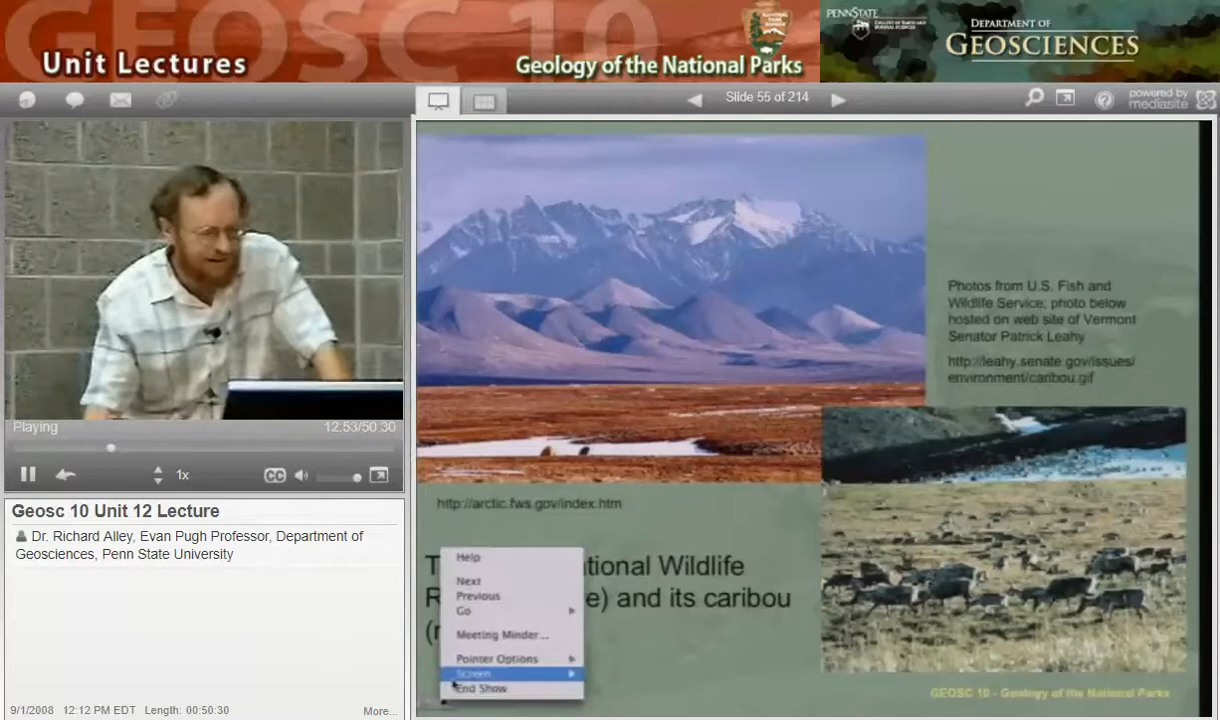 GEOSC 10
Unit Lectures
Geology of the National Parks
PENNSTATE
DEPARTMENT OF
GEOSCIENCES
Slide 55 of 214
powered by
mediasite
Photos from U.S. Fish and
Wildlife Service; photo below
hosted on web site of Vermont
Senator Patrick Leahy
http://leahy.senate.gov/issues/
environment/caribou.gif
Playing
12:53/50:30
1x
CC
http://arctic.fws.gov/index.htm
Geosc 10 Unit 12 Lecture
Dr. Richard Alley, Evan Pugh Professor, Department of
Geosciences, Penn State University
Help
Next
Previous
Go
Meeting Minder...
Pointer Options
Screen
End Show
T ational Wildlife
R e) and its caribou
(r
GEOSC 10 - Geology of the National Parks
9/1/2008 12:12 PM EDT Length: 00:50:30
More...